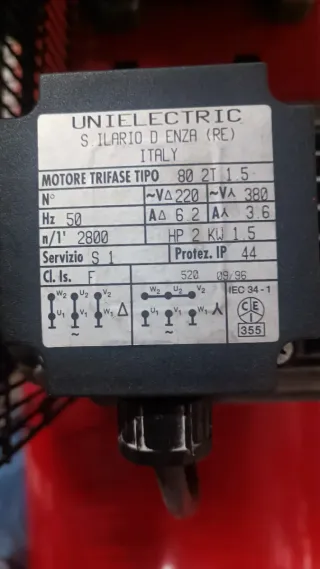 UNIELECTRIC
S ILARIO D ENZA (RE)
ITALY
MOTORE TRIFASE TIPO 80 2T 1.5
N° ~V∆ 220 ~V⅄ 380
Hz 50 A∆ 6 2 A⅄ 3 6
n/1' 2800 HP 2 KW 1.5
Servizio S 1 Protez. IP 44
Cl. Is. F 520 09/96
W₂ U₂ V₂ ∆ W₂ U₂ V₂ IEC 34-1
U₁ V₁ W₁ U₁ V₁ W₁ ⅄ CE I
~ ~ 355